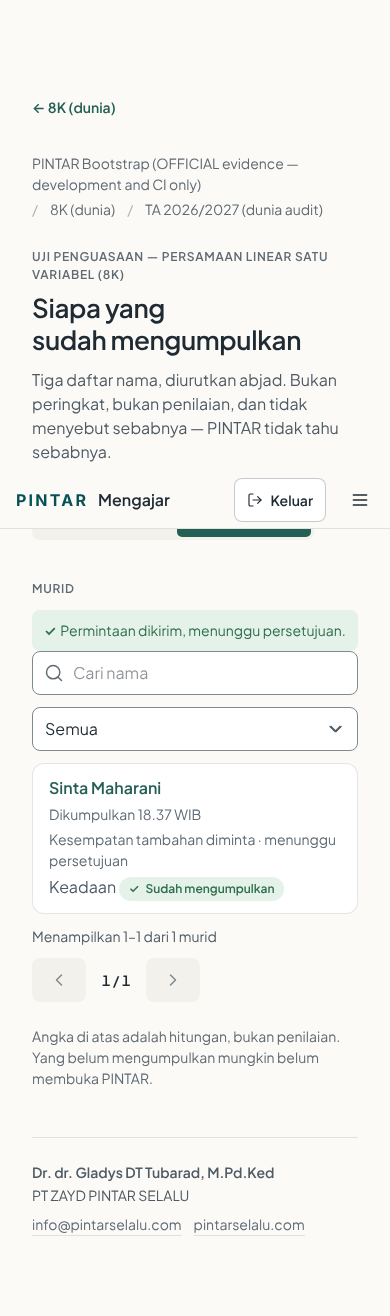 ← 8K (dunia)
PINTAR Bootstrap (OFFICIAL evidence —
development and CI only)
/ 8K (dunia) / TA 2026/2027 (dunia audit)
UJI PENGUASAAN — PERSAMAAN LINEAR SATU
VARIABEL (8K)
Siapa yang
sudah mengumpulkan
Tiga daftar nama, diurutkan abjad. Bukan
peringkat, bukan penilaian, dan tidak
menyebut sebabnya — PINTAR tidak tahu
sebabnya.
PINTAR Mengajar Keluar
MURID
✓ Permintaan dikirim, menunggu persetujuan.
Cari nama
Semua
Sinta Maharani
Dikumpulkan 18.37 WIB
Kesempatan tambahan diminta · menunggu
persetujuan
Keadaan ✓ Sudah mengumpulkan
Menampilkan 1–1 dari 1 murid
1/1
Angka di atas adalah hitungan, bukan penilaian.
Yang belum mengumpulkan mungkin belum
membuka PINTAR.
Dr. dr. Gladys DT Tubarad, M.Pd.Ked
PT ZAYD PINTAR SELALU
info@pintarselalu.com pintarselalu.com